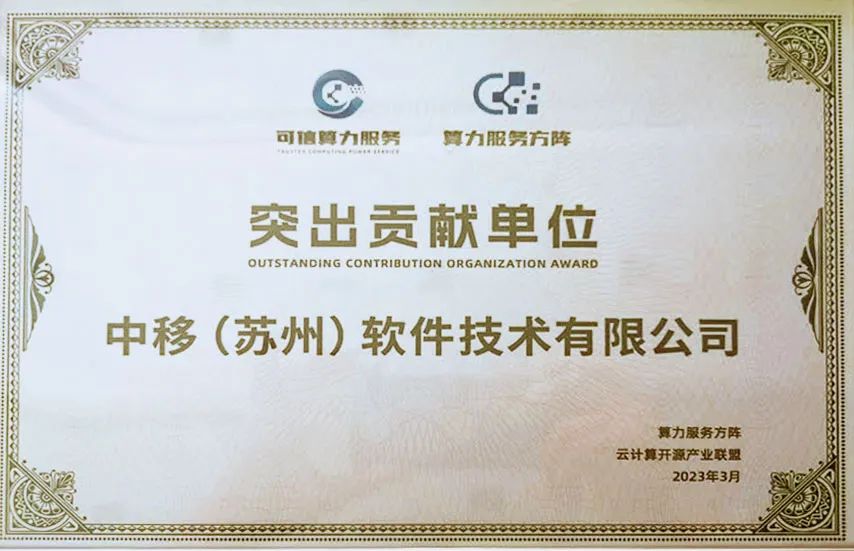 可信算力服务
TRUSTED COMPUTING POWER SERVICE
算力服务方阵
突出贡献单位
OUTSTANDING CONTRIBUTION ORGANIZATION AWARD
中移（苏州）软件技术有限公司
算力服务方阵
云计算开源产业联盟
2023年3月